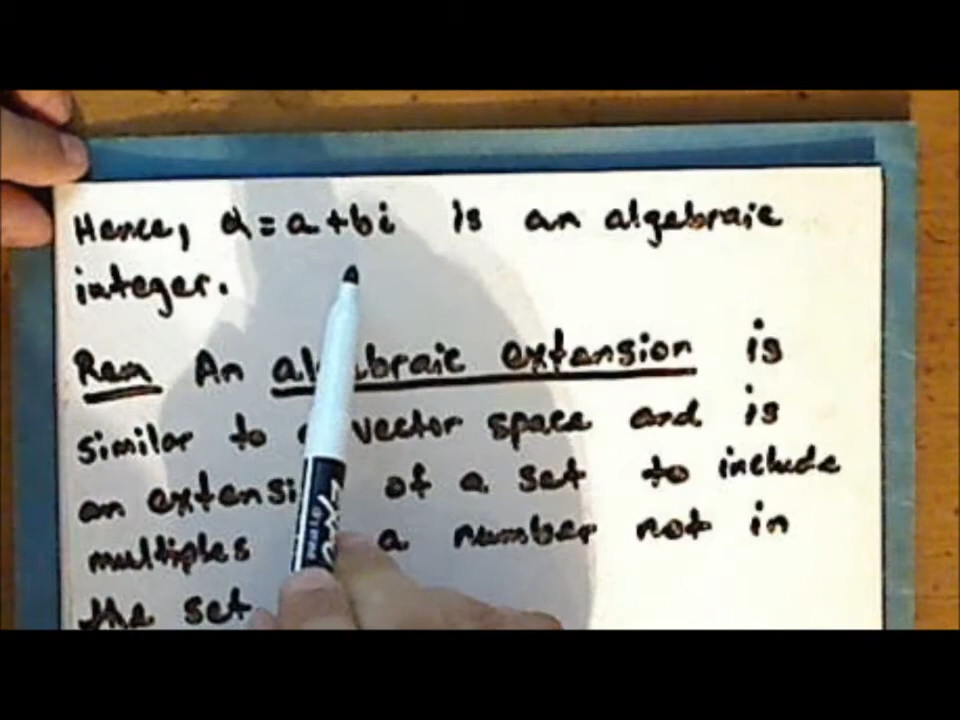 Hence, α = a + bi is an algebraic
integer.
Rem An algebraic extension is
similar to a vector space and is
an extension of a set to include
multiples a number not in
the set